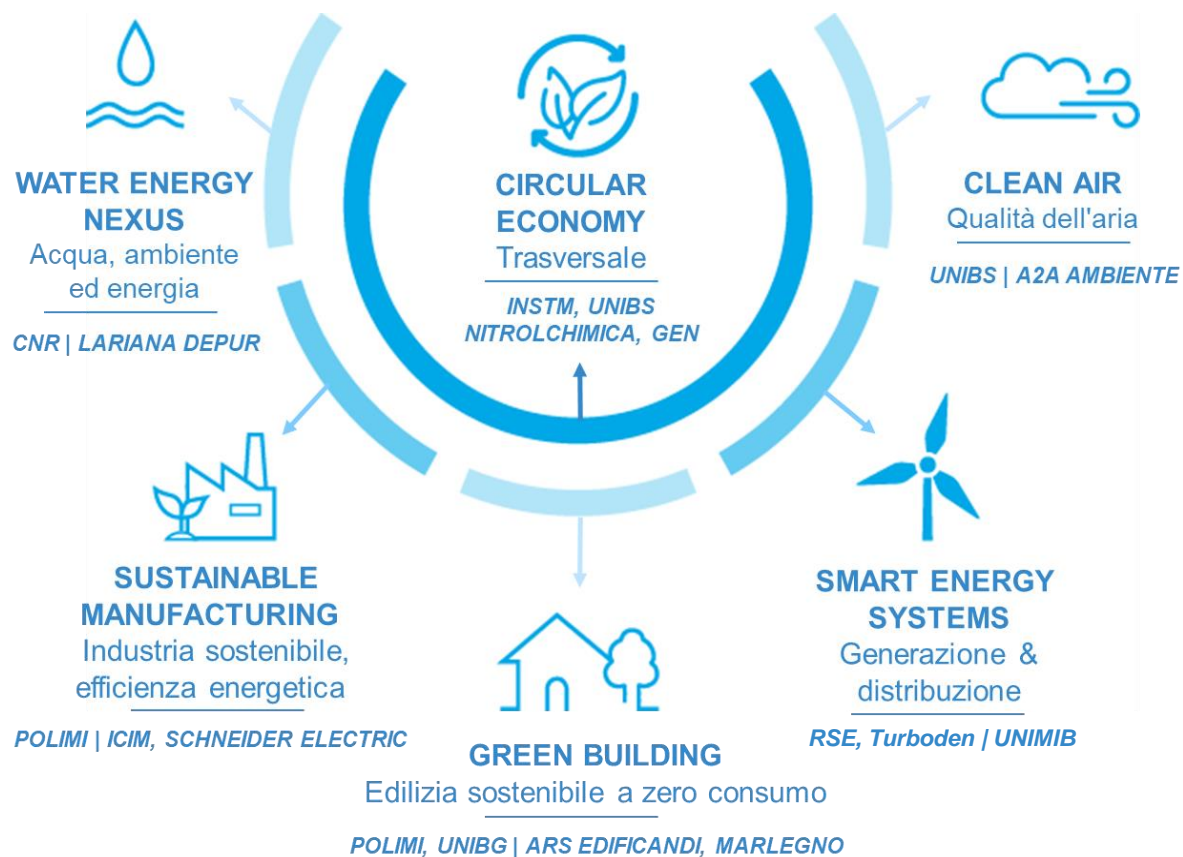 WATER ENERGY
NEXUS
Acqua, ambiente
ed energia
CNR | LARIANA DEPUR
CIRCULAR
ECONOMY
Trasversale
INSTM, UNIBS
NITROLCHIMICA, GEN
CLEAN AIR
Qualità dell'aria
UNIBS | A2A AMBIENTE
SUSTAINABLE
MANUFACTURING
Industria sostenibile,
efficienza energetica
POLIMI | ICIM, SCHNEIDER ELECTRIC
GREEN BUILDING
Edilizia sostenibile a zero consumo
POLIMI, UNIBG | ARS EDIFICANDI, MARLEGNO
SMART ENERGY
SYSTEMS
Generazione &
distribuzione
RSE, Turboden | UNIMIB